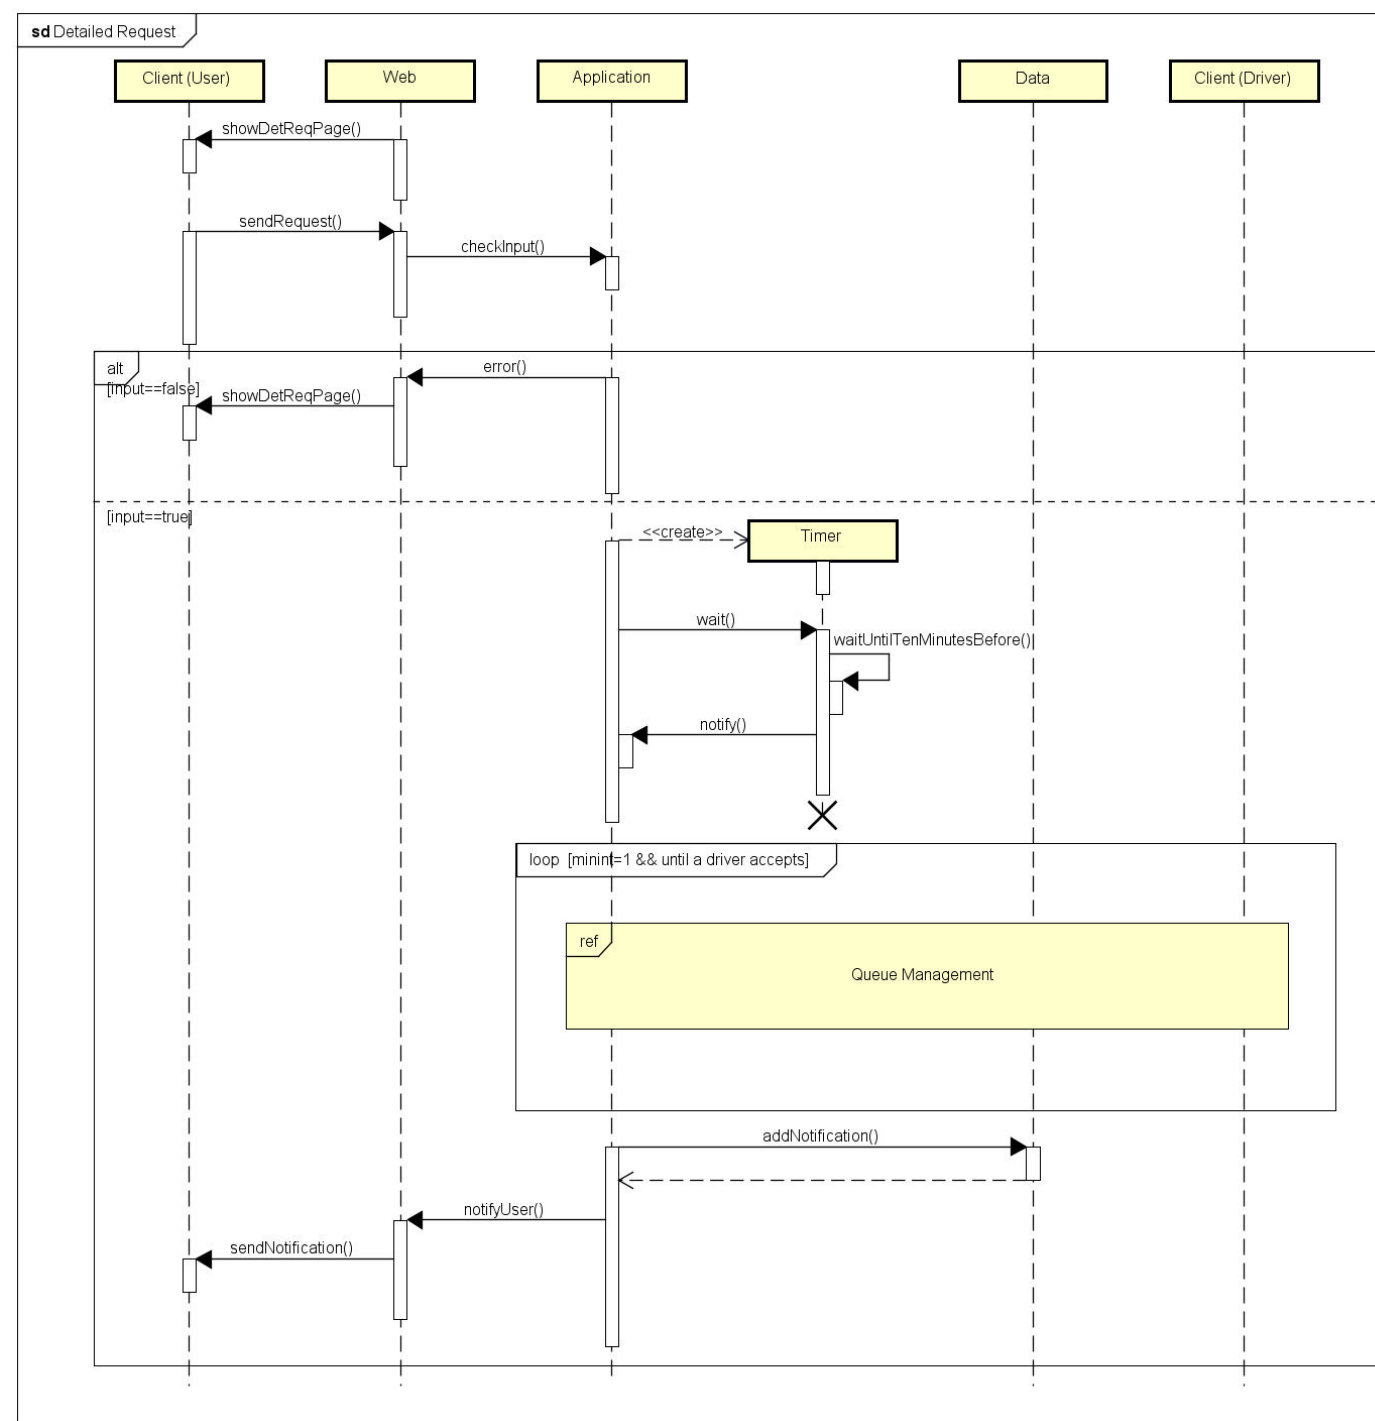 sd Detailed Request
Client (User)
Web
Application
Data
Client (Driver)
showDetReqPage()
sendRequest()
checkInput()
alt
error()
[input==false]
showDetReqPage()
[input==true]
<<create>>
Timer
wait()
waitUntilTenMinutesBefore()
notify()
loop [minint=1 && until a driver accepts]
ref
Queue Management
addNotification()
notifyUser()
sendNotification()